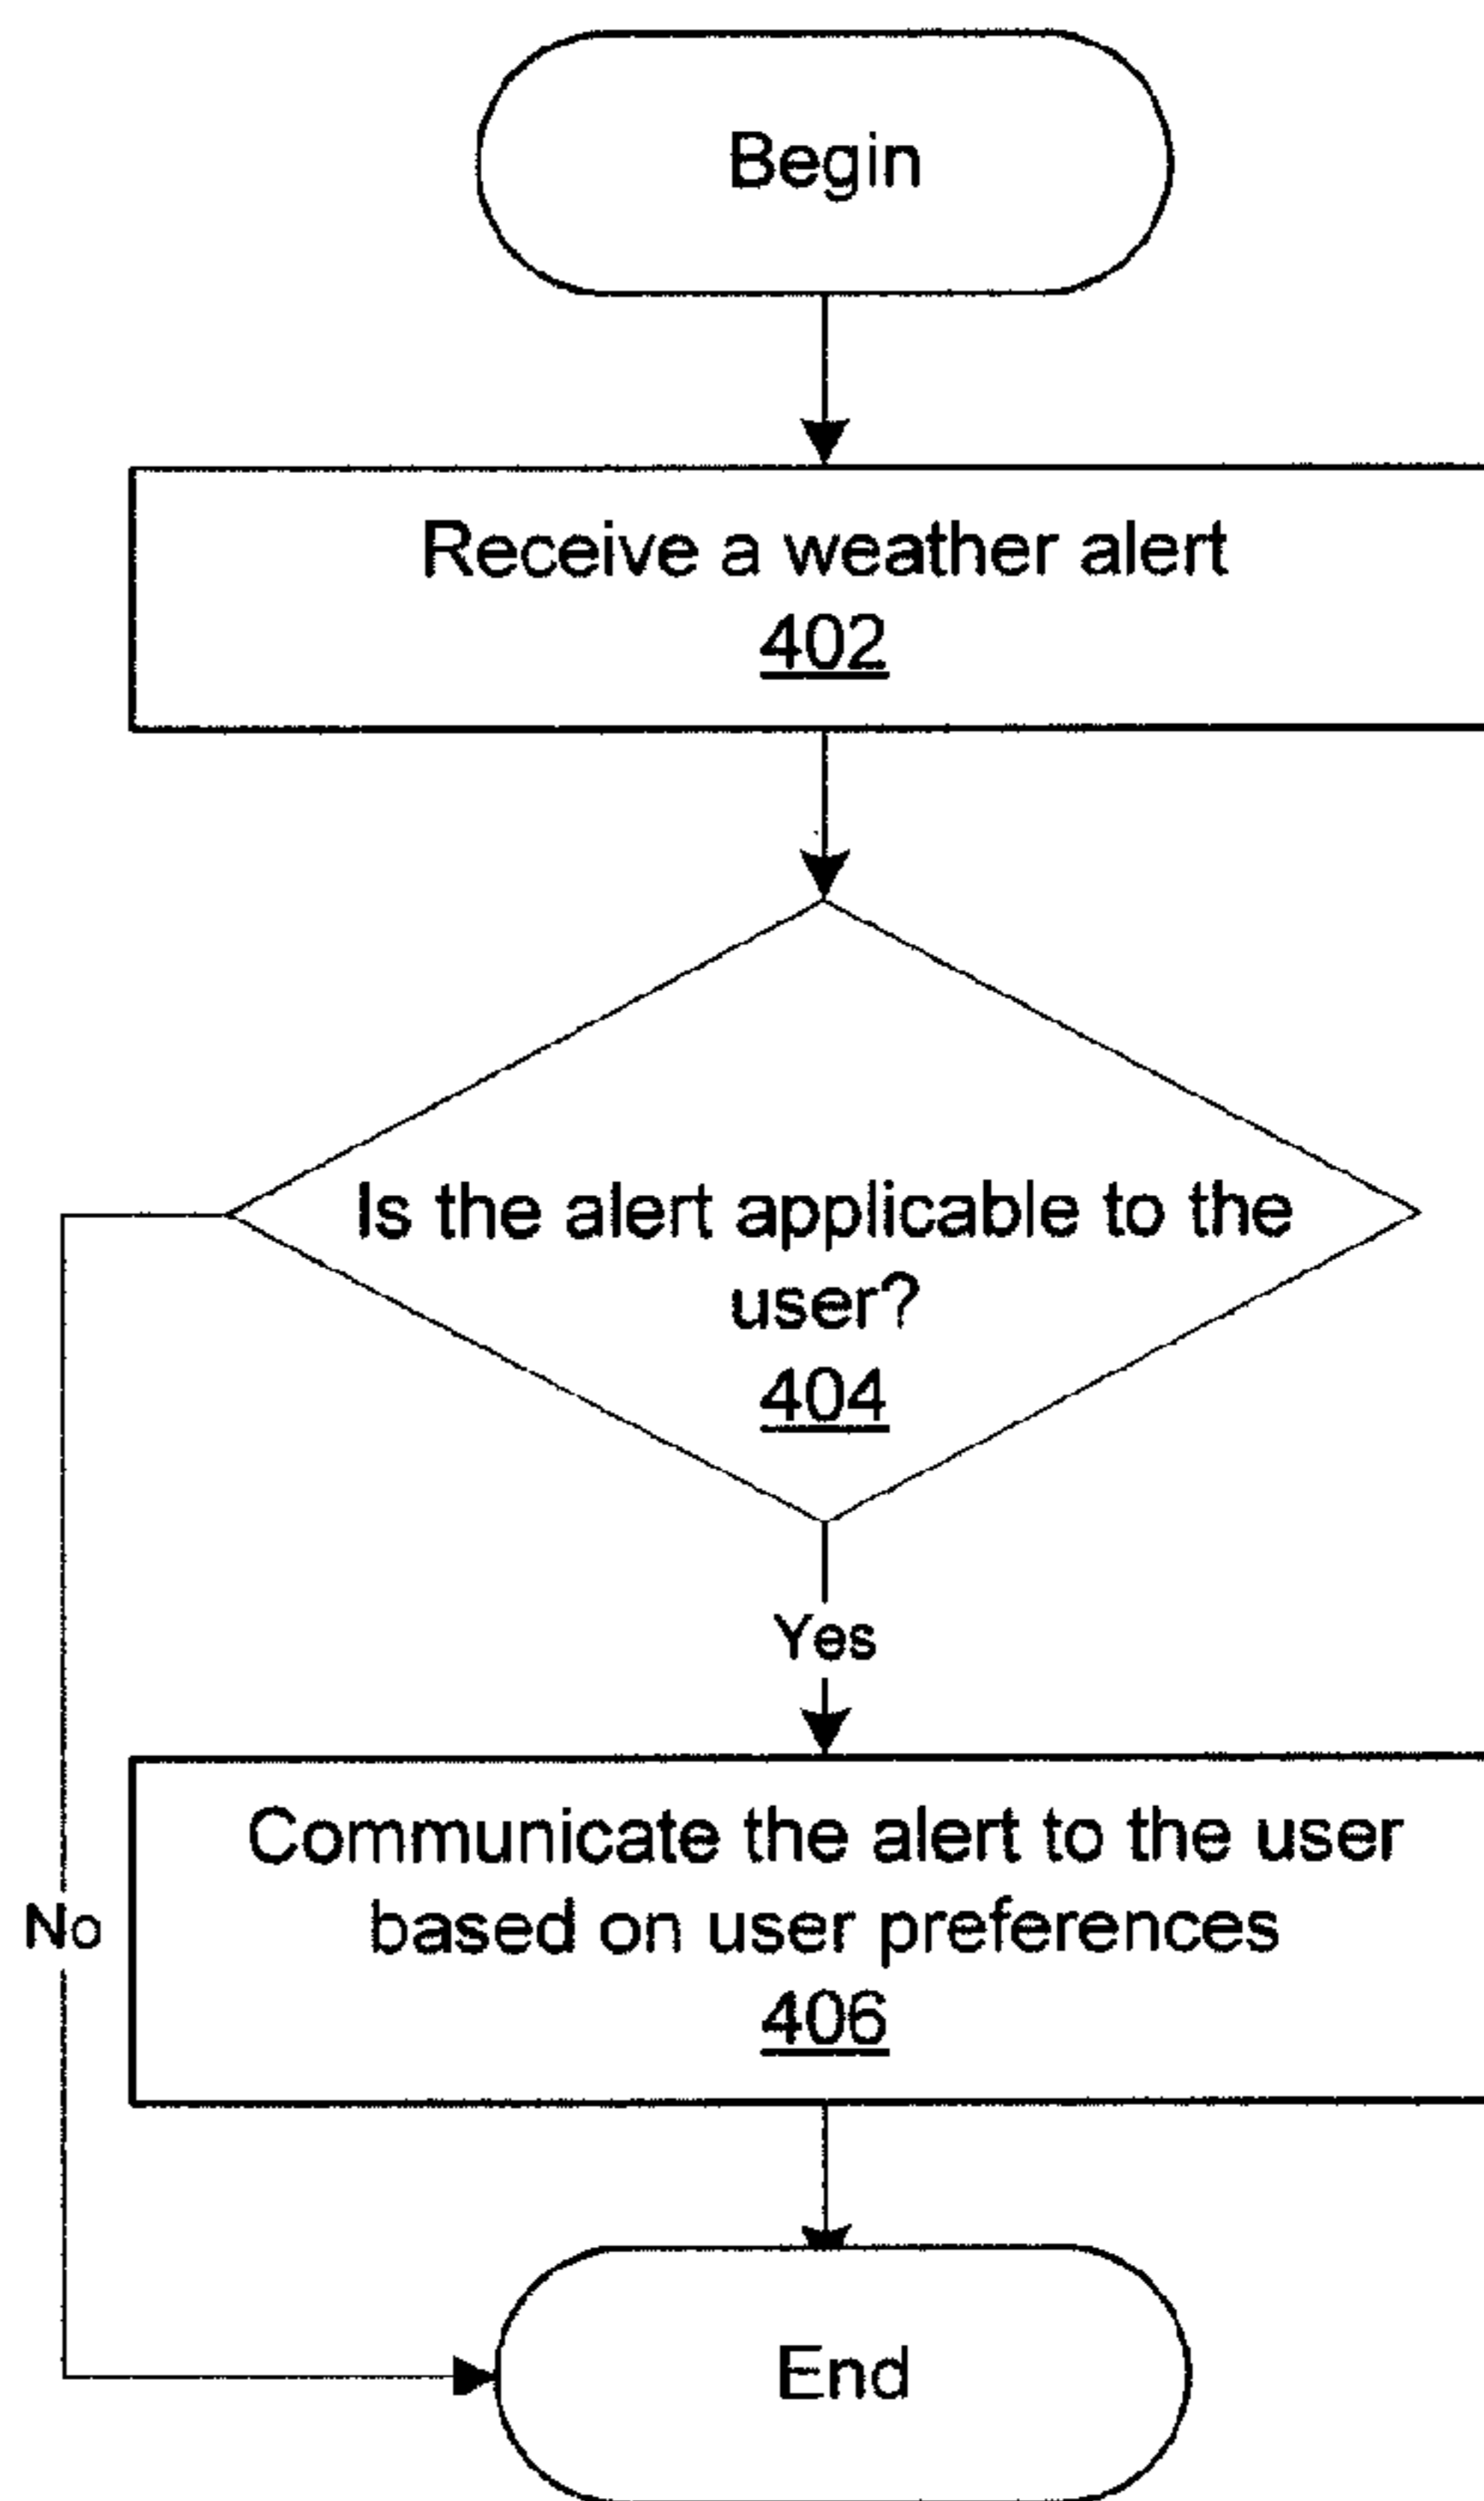 Begin
Receive a weather alert
402
Is the alert applicable to the
user?
404
Yes
Communicate the alert to the user
based on user preferences
406
No
End